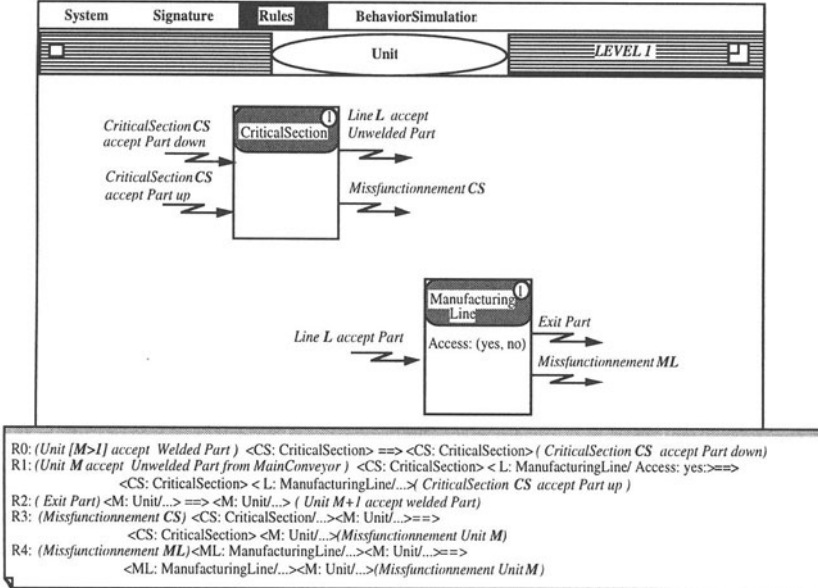 System Signature Rules BehaviorSimulation
Unit LEVEL 1
CriticalSection CS
accept Part down
CriticalSection CS
accept Part up
1
CriticalSection
Line L accept
Unwelded Part
Missfunctionnement CS
1
Manufacturing
Line
Access: (yes, no)
Line L accept Part
Exit Part
Missfunctionnement ML
R0: (Unit [M>1] accept Welded Part ) <CS: CriticalSection> ==> <CS: CriticalSection> ( CriticalSection CS accept Part down)
R1: (Unit M accept Unwelded Part from MainConveyor ) <CS: CriticalSection> < L: ManufacturingLine/ Access: yes:>==>
<CS: CriticalSection> < L: ManufacturingLine/...>( CriticalSection CS accept Part up )
R2: ( Exit Part) <M: Unit/...> ==> <M: Unit/...> ( Unit M+1 accept welded Part)
R3: (Missfunctionnement CS) <CS: CriticalSection/...><M: Unit/...>==>
<CS: CriticalSection> <M: Unit/...>(Missfunctionnement Unit M)
R4: (Missfunctionnement ML)<ML: ManufacturingLine/...><M: Unit/...>==>
<ML: ManufacturingLine/...><M: Unit/...>(Missfunctionnement Unit M )